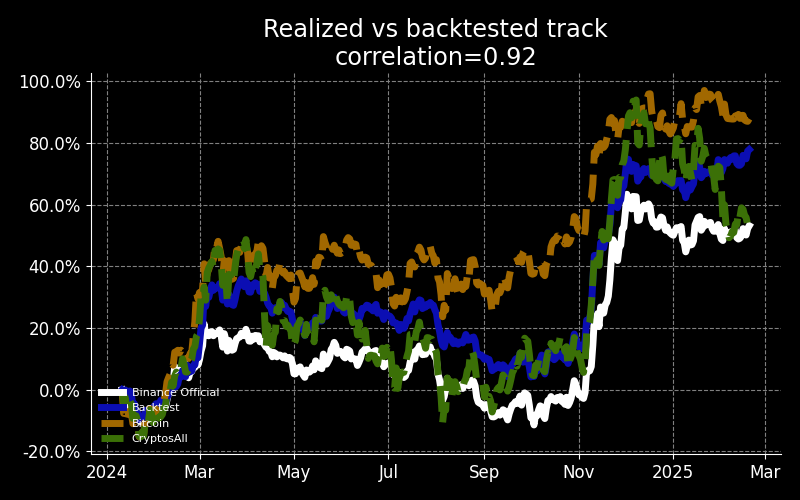 Realized vs backtested track
correlation=0.92
100.0%
80.0%
60.0%
40.0%
20.0%
0.0%
-20.0%
Binance Official
Backtest
Bitcoin
CryptosAll
2024 Mar May Jul Sep Nov 2025 Mar